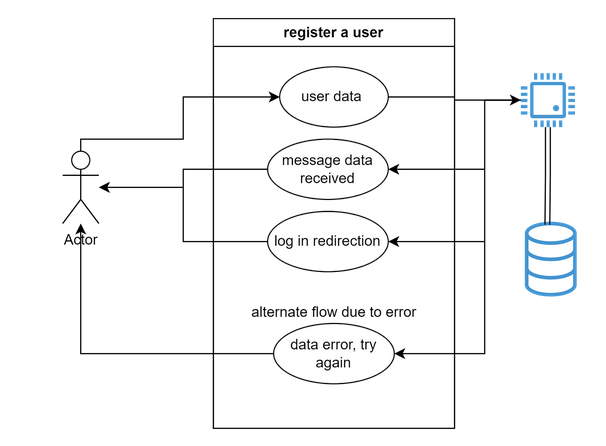 register a user
user data
message data
received
Actor
log in redirection
alternate flow due to error
data error, try
again